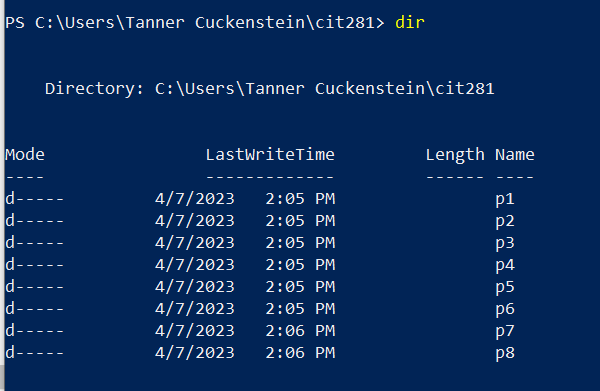 PS C:\Users\Tanner Cuckenstein\cit281> dir
Directory: C:\Users\Tanner Cuckenstein\cit281
Mode LastWriteTime Length Name
---- ------------- ------ ----
d----- 4/7/2023 2:05 PM p1
d----- 4/7/2023 2:05 PM p2
d----- 4/7/2023 2:05 PM p3
d----- 4/7/2023 2:05 PM p4
d----- 4/7/2023 2:05 PM p5
d----- 4/7/2023 2:05 PM p6
d----- 4/7/2023 2:06 PM p7
d----- 4/7/2023 2:06 PM p8